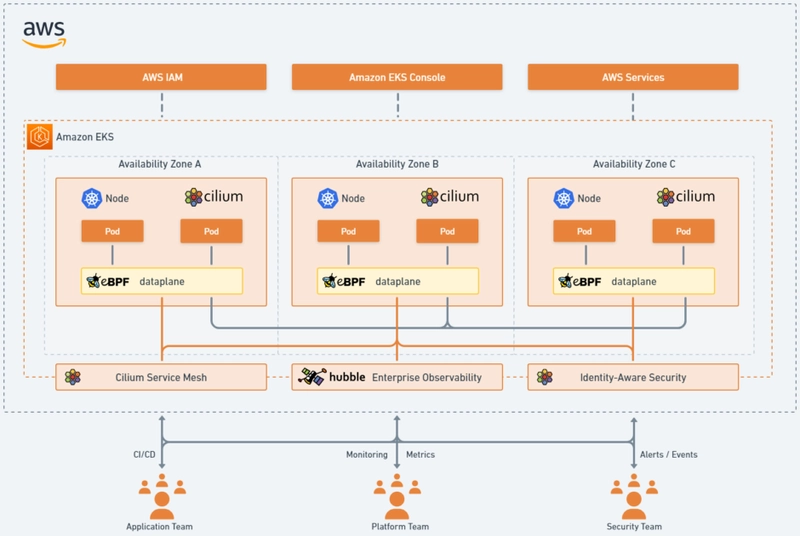 aws
AWS IAM
Amazon EKS Console
AWS Services
Amazon EKS
Availability Zone A
Availability Zone B
Availability Zone C
Node
cilium
Node
cilium
Node
cilium
Pod
Pod
Pod
Pod
Pod
Pod
eBPF dataplane
eBPF dataplane
eBPF dataplane
Cilium Service Mesh
hubble Enterprise Observability
Identity-Aware Security
CI/CD
Monitoring
Metrics
Alerts / Events
Application Team
Platform Team
Security Team